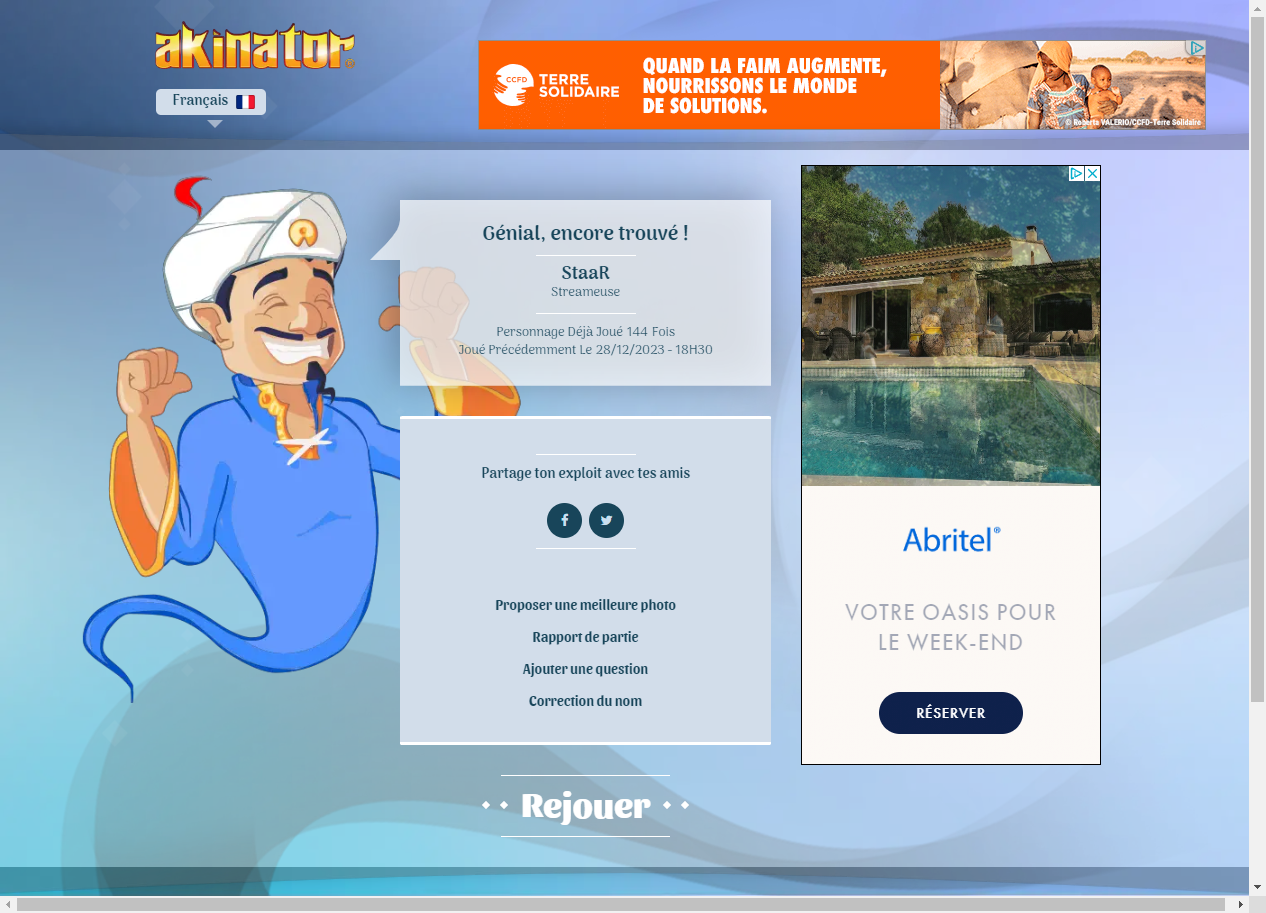 akinator
Français
CCFD
TERRE
SOLIDAIRE
QUAND LA FAIM AUGMENTE,
NOURRISSONS LE MONDE
DE SOLUTIONS.
© Roberta VALERIO/CCFD-Terre Solidaire
Génial, encore trouvé !
StaaR
Streameuse
Personnage Déjà Joué 144 Fois
Joué Précédemment Le 28/12/2023 - 18H30
Partage ton exploit avec tes amis
Proposer une meilleure photo
Rapport de partie
Ajouter une question
Correction du nom
Rejouer
Abritel®
VOTRE OASIS POUR
LE WEEK-END
RÉSERVER